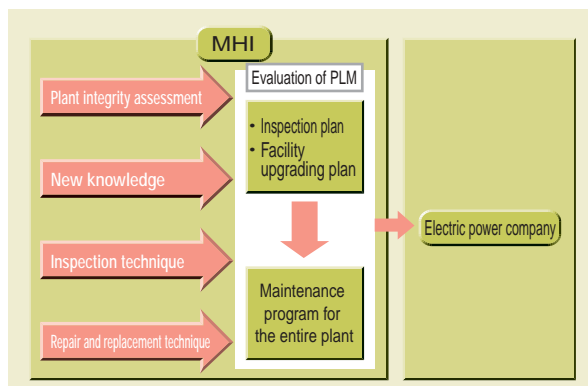 MHI
Evaluation of PLM
Plant integrity assessment
• Inspection plan
• Facility
upgrading plan
New knowledge
Electric power company
Inspection technique
Maintenance
program for
the entire plant
Repair and replacement technique